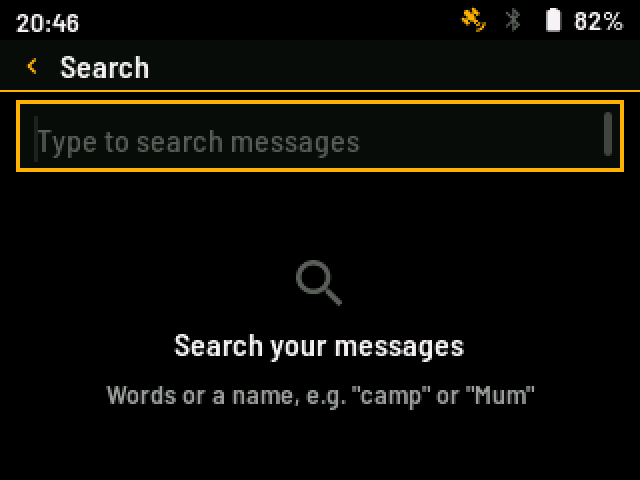 20:46 82%
Search
Type to search messages
Search your messages
Words or a name, e.g. "camp" or "Mum"